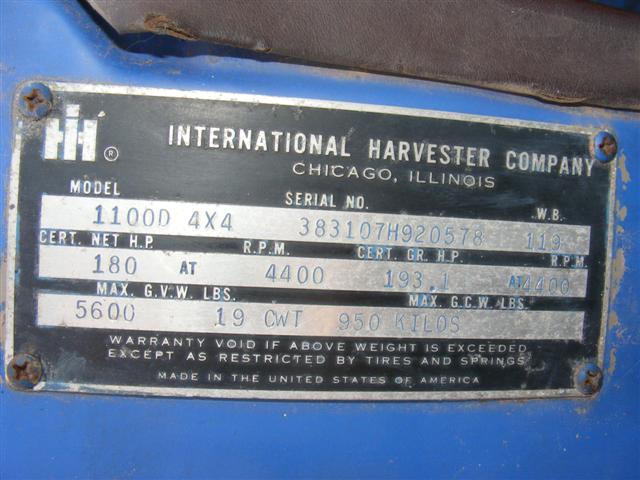 IH ®
INTERNATIONAL HARVESTER COMPANY
CHICAGO, ILLINOIS
MODEL SERIAL NO. W.B.
1100D 4X4 383107H920578 119
CERT. NET H.P. R.P.M. CERT. GR. H.P. R.P.M.
180 AT 4400 193.1 AT 4400
MAX. G.V.W. LBS. MAX. G.C.W. LBS.
5600 19 CWT 950 KILOS
WARRANTY VOID IF ABOVE WEIGHT IS EXCEEDED
EXCEPT AS RESTRICTED BY TIRES AND SPRINGS
MADE IN THE UNITED STATES OF AMERICA